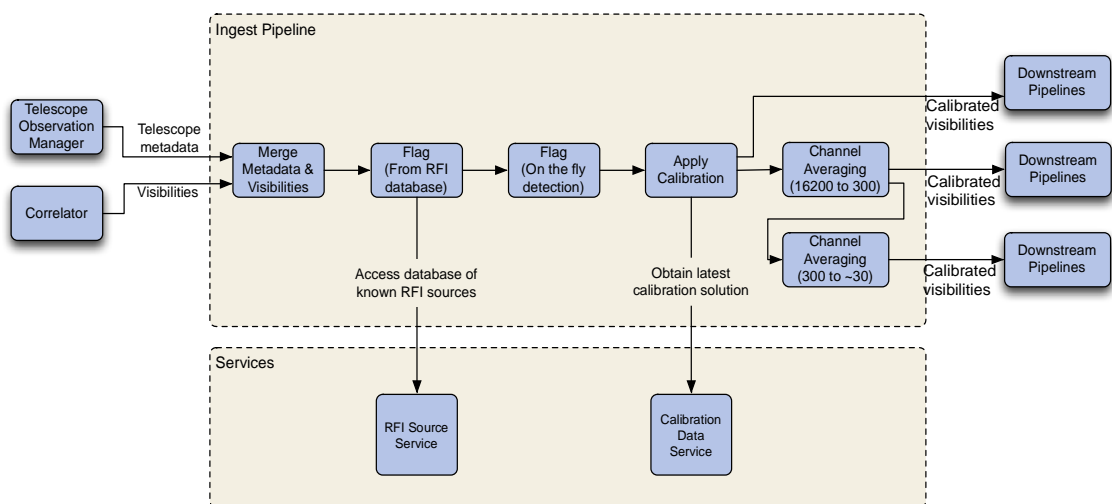 Ingest Pipeline
Telescope
Observation
Manager
Telescope
metadata
Correlator
Visibilities
Merge
Metadata &
Visibilities
Flag
(From RFI
database)
Flag
(On the fly
detection)
Apply
Calibration
Channel
Averaging
(16200 to 300)
Channel
Averaging
(300 to ~30)
Calibrated
visibilities
Downstream
Pipelines
Calibrated
visibilities
Downstream
Pipelines
Calibrated
visibilities
Downstream
Pipelines
Access database of
known RFI sources
Obtain latest
calibration solution
Services
RFI Source
Service
Calibration
Data
Service